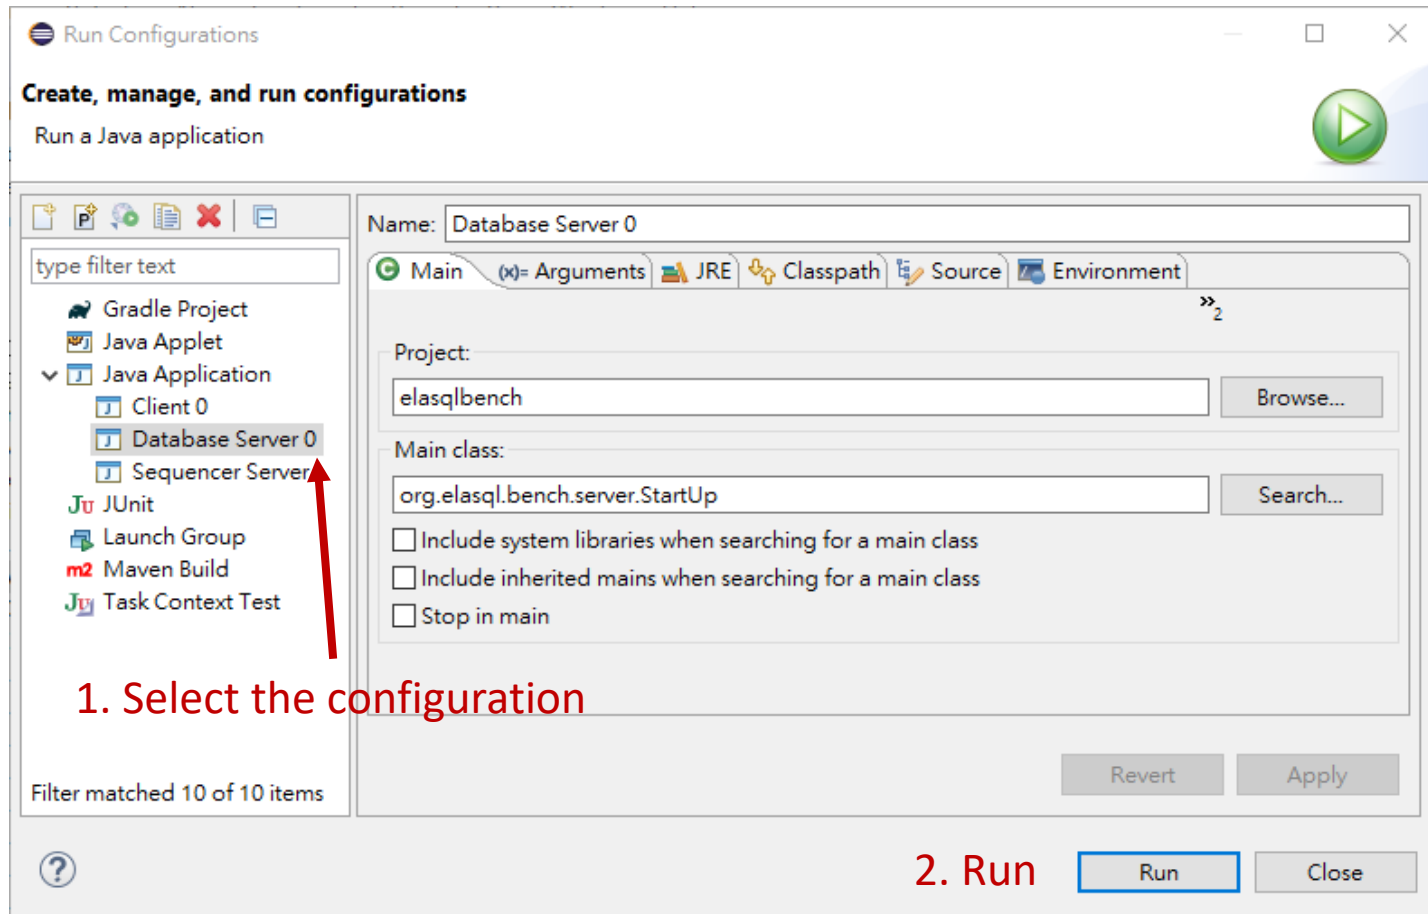 Run Configurations
Create, manage, and run configurations
Run a Java application
type filter text
Gradle Project
Java Applet
Java Application
Client 0
Database Server 0
Sequencer Server
JUnit
Launch Group
Maven Build
Task Context Test
Filter matched 10 of 10 items
Name: Database Server 0
Main (x)= Arguments JRE Classpath Source Environment
»2
Project:
elasqlbench Browse...
Main class:
org.elasql.bench.server.StartUp Search...
Include system libraries when searching for a main class
Include inherited mains when searching for a main class
Stop in main
1. Select the configuration
Revert Apply
2. Run Run Close